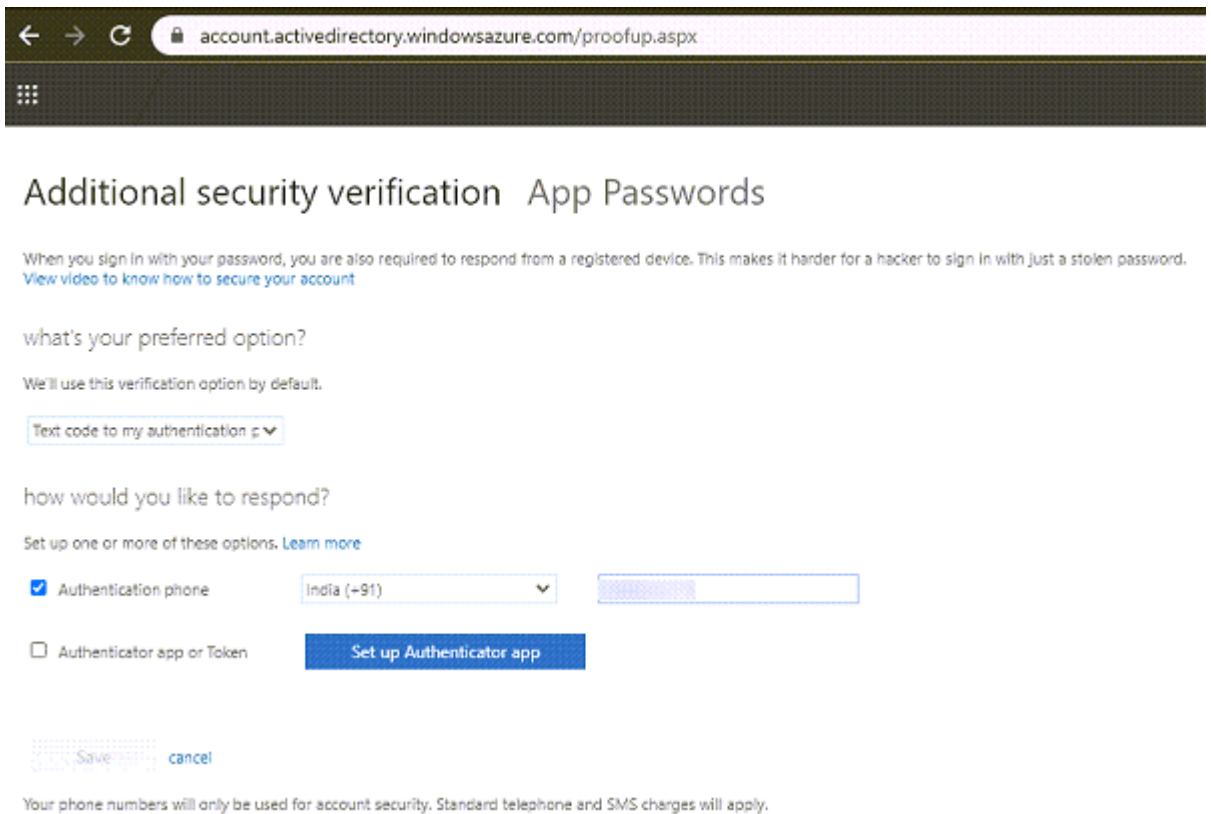 account.activedirectory.windowsazure.com/proofup.aspx
Additional security verification App Passwords
When you sign in with your password, you are also required to respond from a registered device. This makes it harder for a hacker to sign in with just a stolen password.
View video to know how to secure your account
what's your preferred option?
We'll use this verification option by default.
Text code to my authentication p
how would you like to respond?
Set up one or more of these options. Learn more
Authentication phone India (+91)
Authenticator app or Token Set up Authenticator app
Save cancel
Your phone numbers will only be used for account security. Standard telephone and SMS charges will apply.